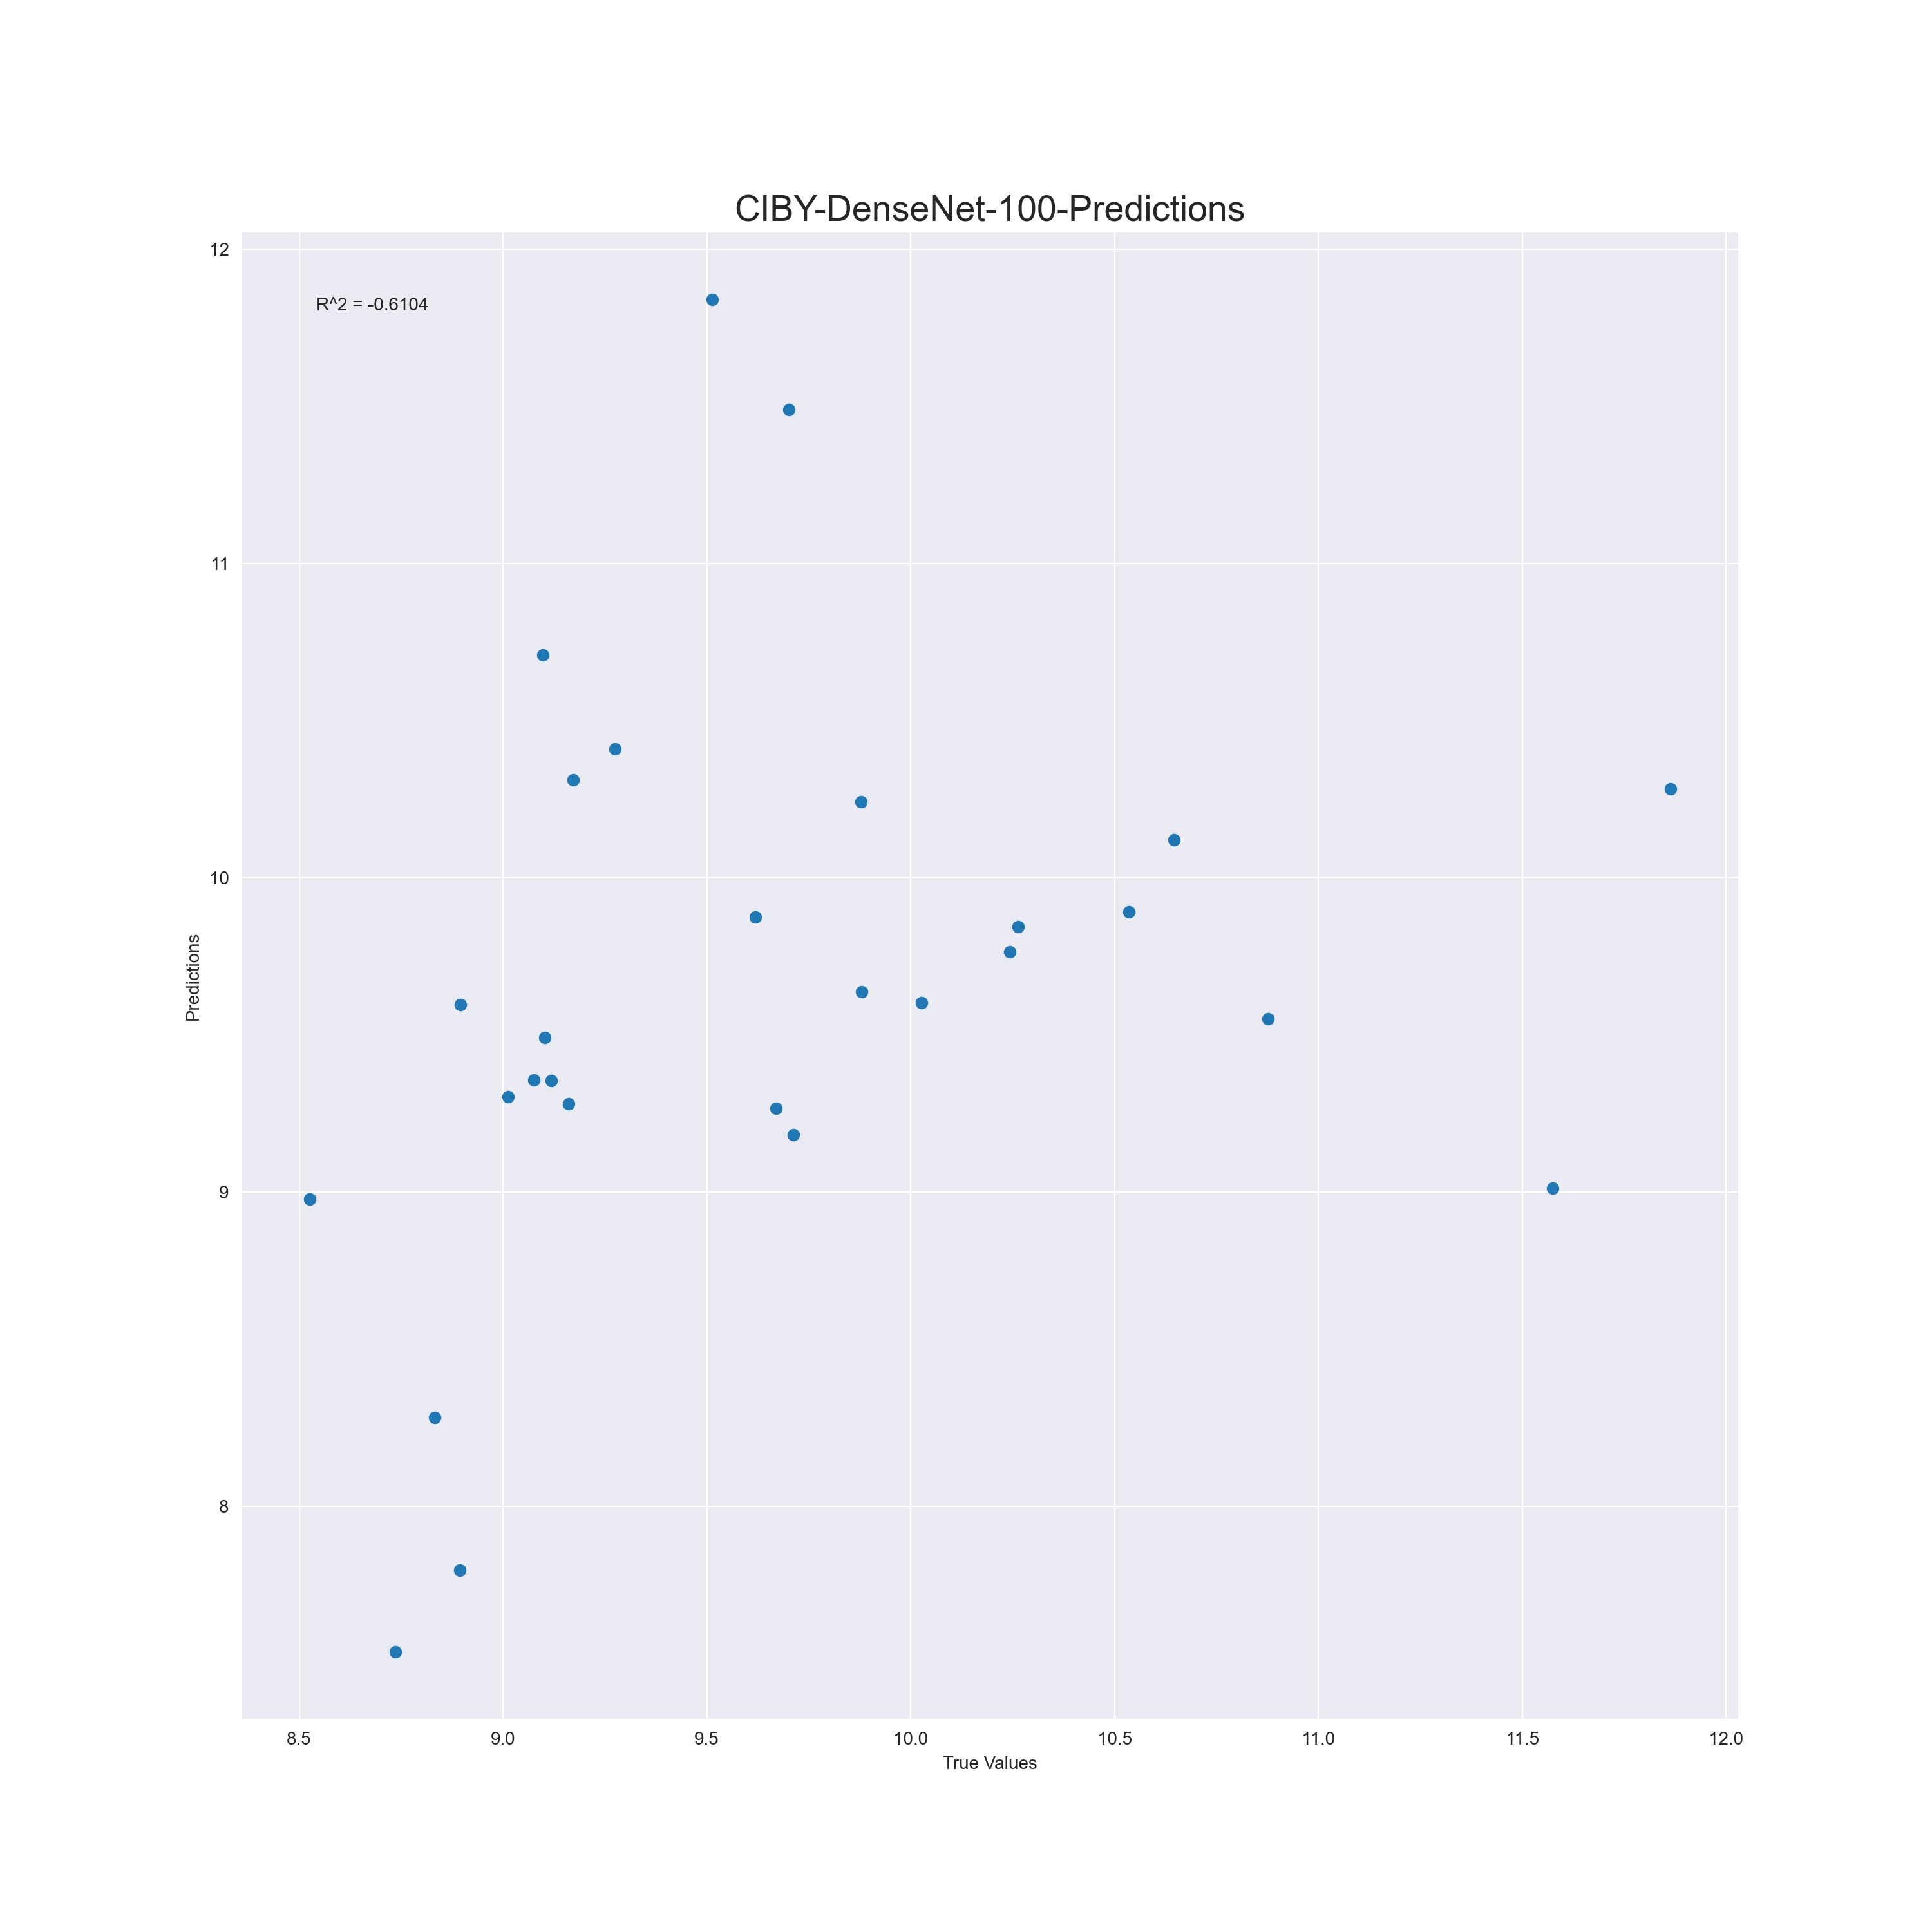 CIBY-DenseNet-100-Predictions
12
R^2 = -0.6104
11
10
Predictions
9
8
8.5 9.0 9.5 10.0 10.5 11.0 11.5 12.0
True Values